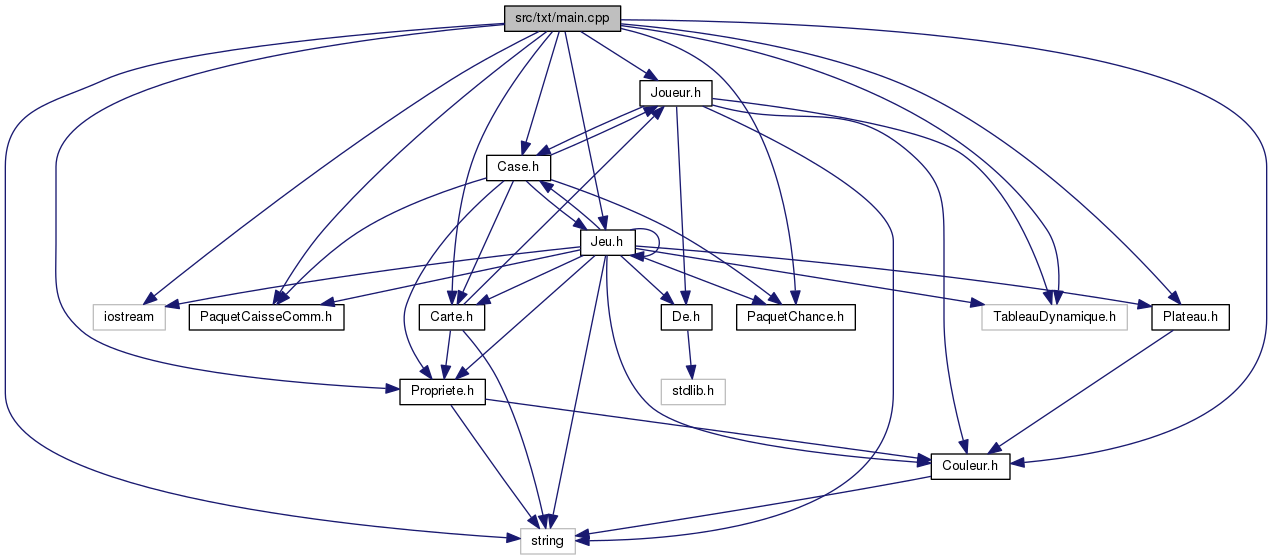 src/txt/main.cpp
Joueur.h
Case.h
Jeu.h
iostream
PaquetCaisseComm.h
Carte.h
De.h
PaquetChance.h
TableauDynamique.h
Plateau.h
Propriete.h
stdlib.h
Couleur.h
string